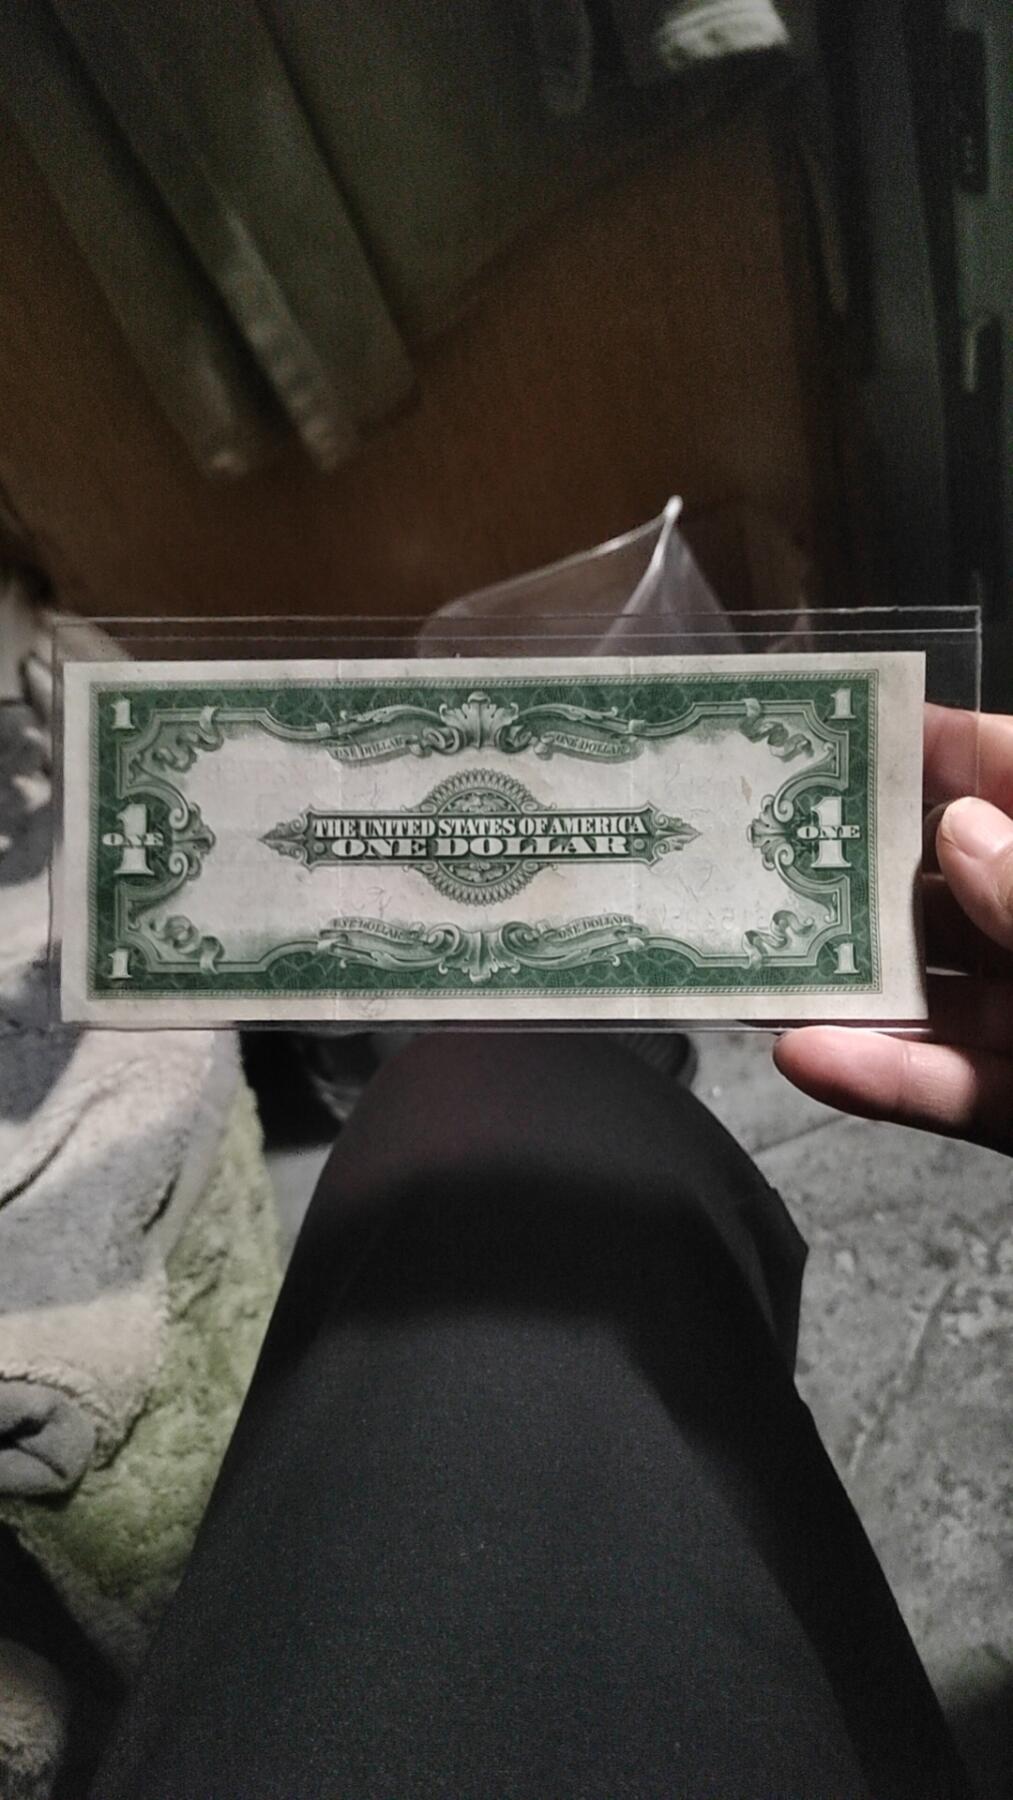 1 1
ONE DOLLAR ONE DOLLAR
THE UNITED STATES OF AMERICA
1 ONE 1 ONE
ONE DOLLAR
ONE DOLLAR ONE DOLLAR
1 1